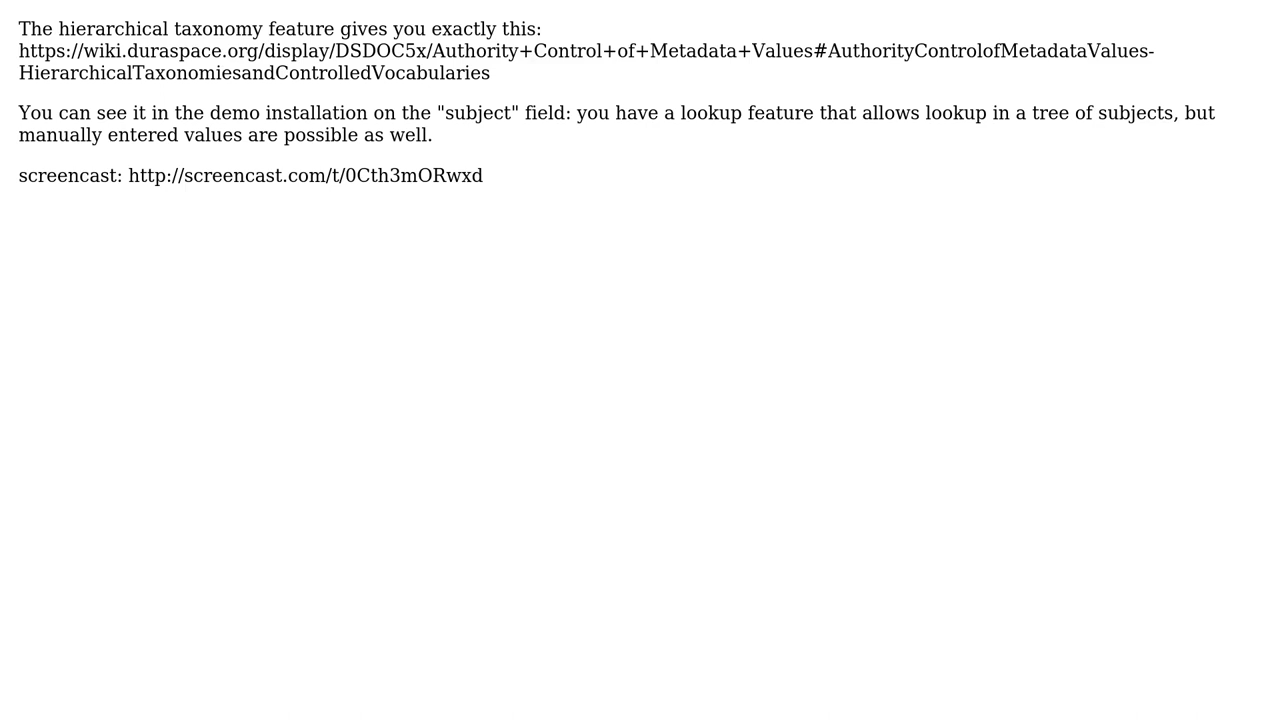 The hierarchical taxonomy feature gives you exactly this:
https://wiki.duraspace.org/display/DSDOC5x/Authority+Control+of+Metadata+Values#AuthorityControlofMetadataValues-
HierarchicalTaxonomiesandControlledVocabularies
You can see it in the demo installation on the "subject" field: you have a lookup feature that allows lookup in a tree of subjects, but
manually entered values are possible as well.
screencast: http://screencast.com/t/0Cth3mORwxd